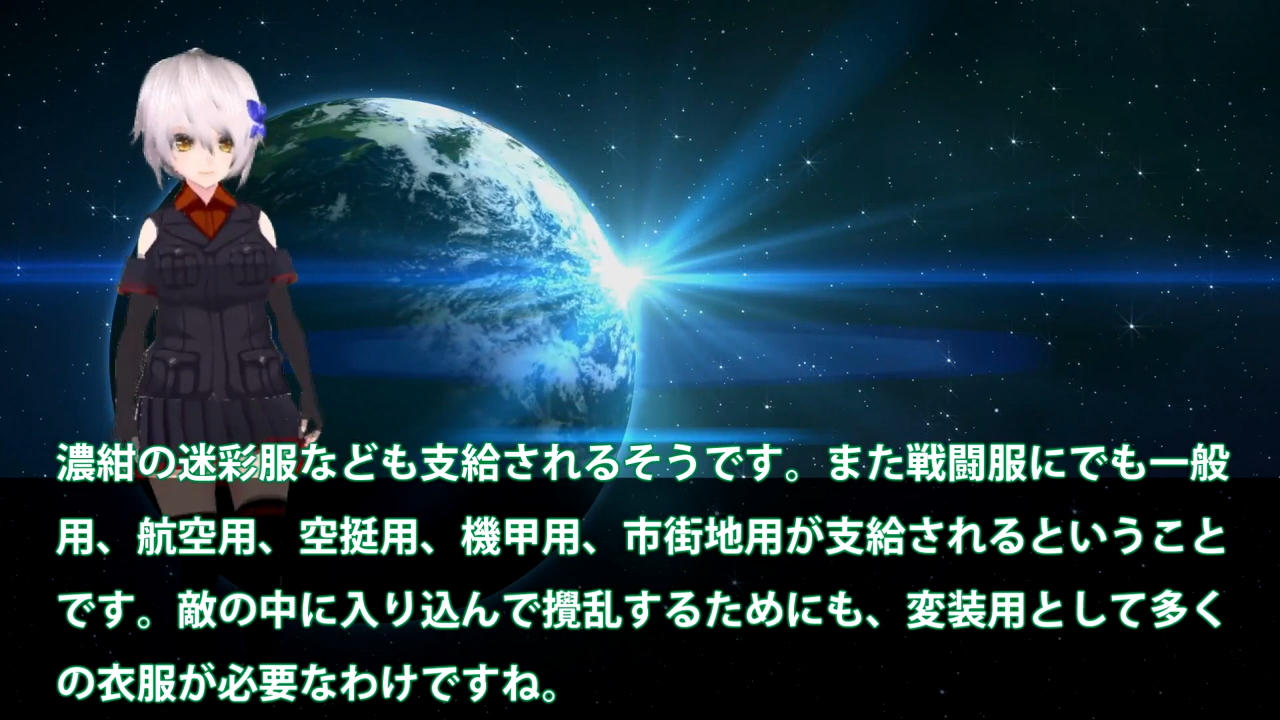 濃紺の迷彩服なども支給されるそうです。また戦闘服にでも一般
用、航空用、空挺用、機甲用、市街地用が支給されるということ
です。敵の中に入り込んで攪乱するためにも、変装用として多く
の衣服が必要なわけですね。